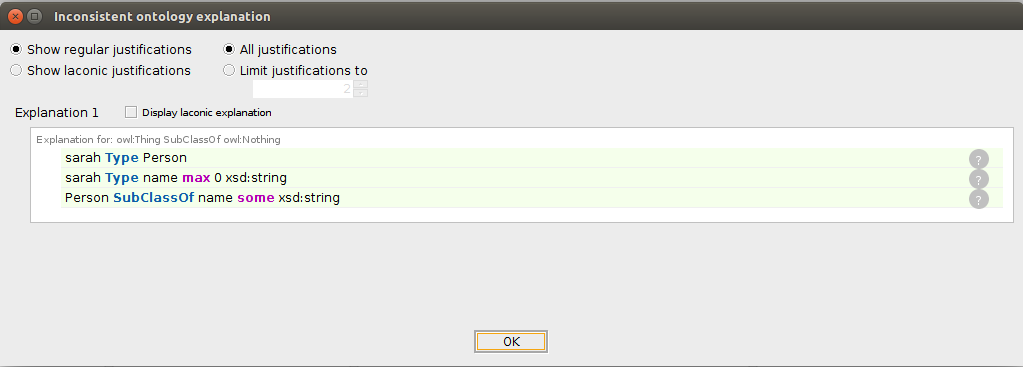 Inconsistent ontology explanation
Show regular justifications All justifications
Show laconic justifications Limit justifications to
2
Explanation 1 Display laconic explanation
Explanation for: owl:Thing SubClassOf owl:Nothing
sarah Type Person ?
sarah Type name max 0 xsd:string ?
Person SubClassOf name some xsd:string ?
OK